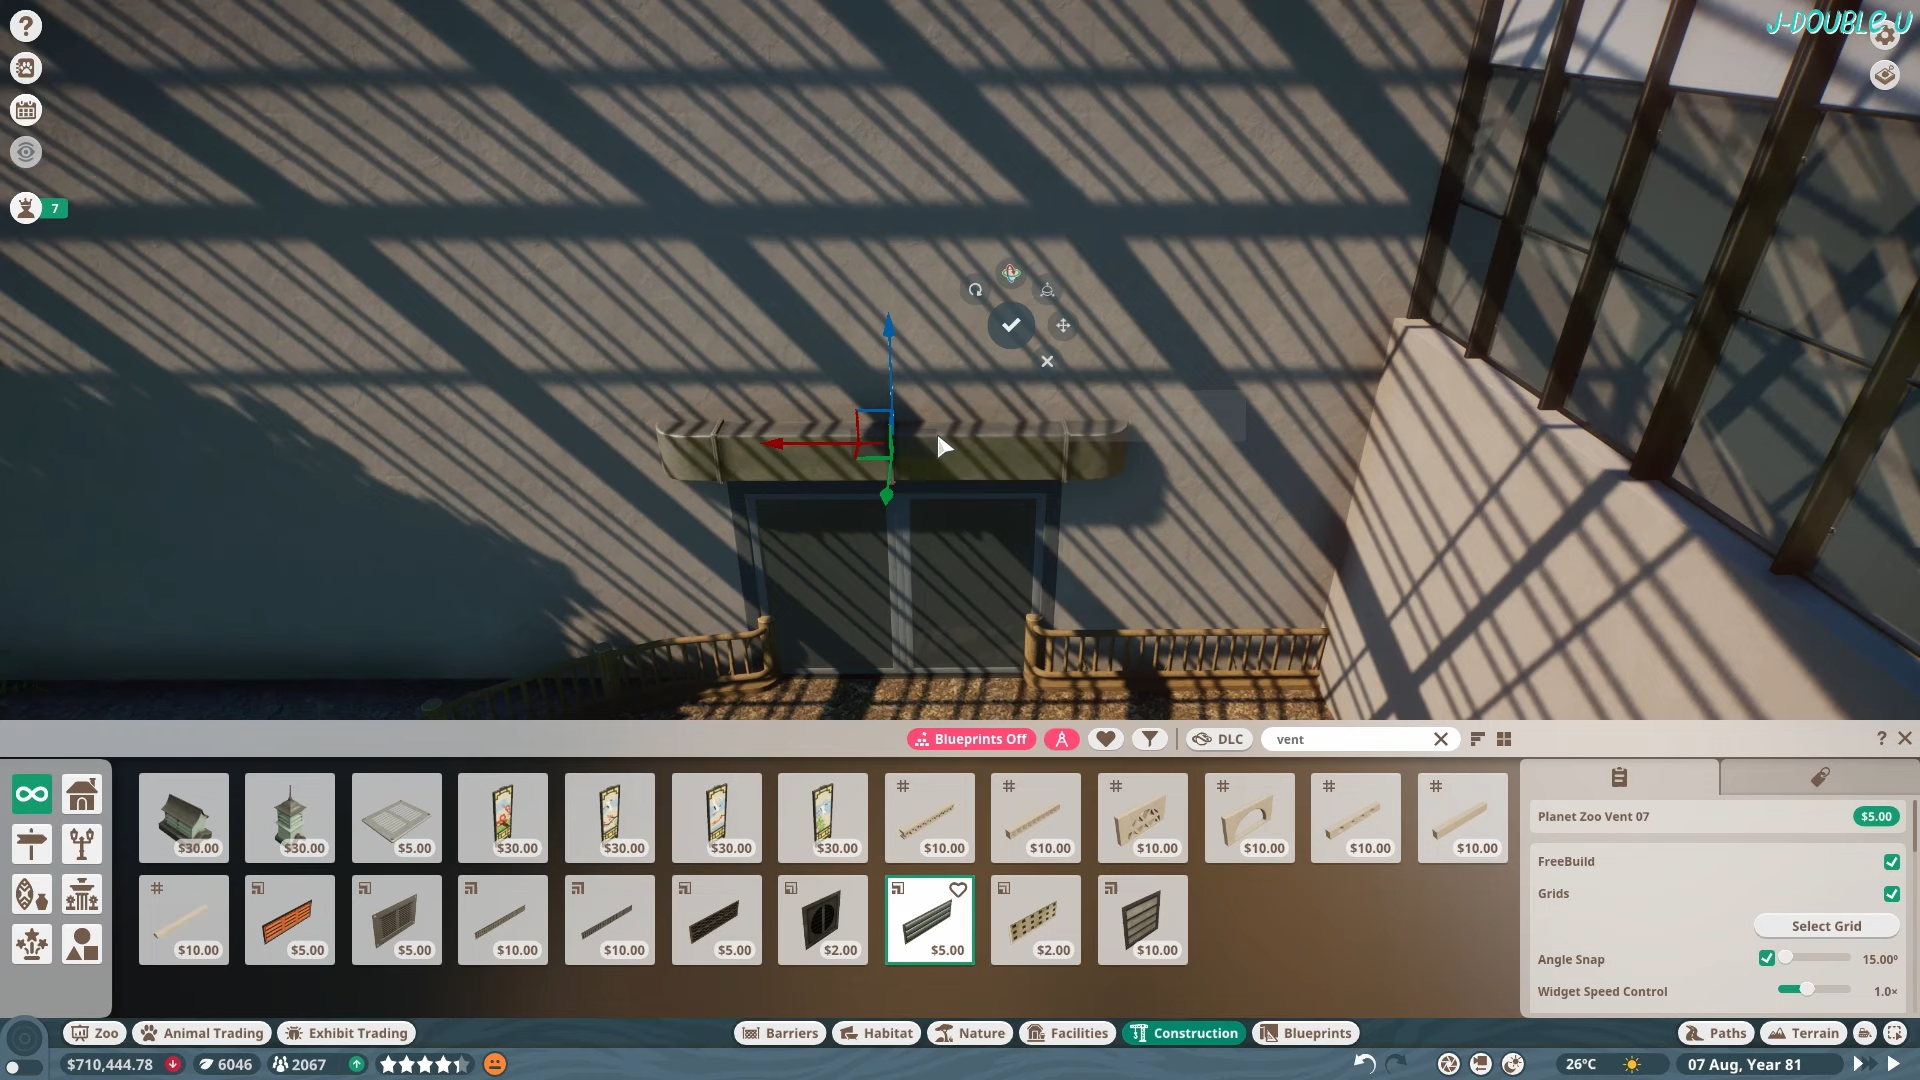 J-DOUBLE U
7
Blueprints Off
DLC
vent
$30.00
$30.00
$5.00
$30.00
$30.00
$30.00
$30.00
$10.00
$10.00
$10.00
$10.00
$10.00
$10.00
$10.00
$5.00
$5.00
$10.00
$10.00
$5.00
$2.00
$5.00
$2.00
$10.00
Planet Zoo Vent 07
$5.00
FreeBuild
Grids
Select Grid
Angle Snap
15.00°
Widget Speed Control
1.0×
Zoo
Animal Trading
Exhibit Trading
Barriers
Habitat
Nature
Facilities
Construction
Blueprints
Paths
Terrain
$710,444.78
6046
2067
26°C
07 Aug, Year 81